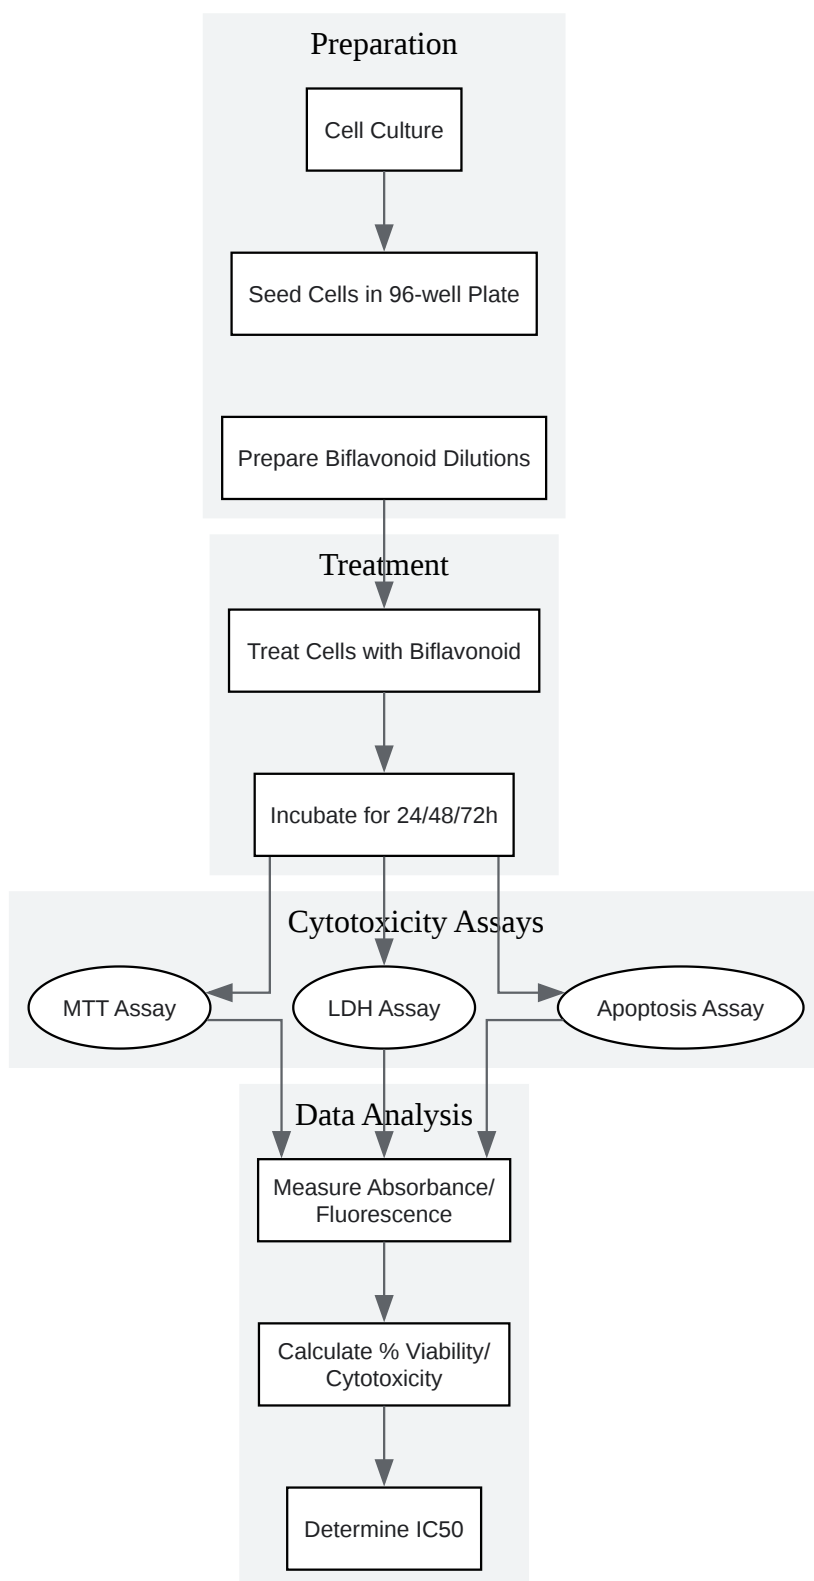 Preparation
Cell Culture
Seed Cells in 96-well Plate
Prepare Biflavonoid Dilutions
Treatment
Treat Cells with Biflavonoid
Incubate for 24/48/72h
Cytotoxicity Assays
MTT Assay
LDH Assay
Apoptosis Assay
Data Analysis
Measure Absorbance/
Fluorescence
Calculate % Viability/
Cytotoxicity
Determine IC50